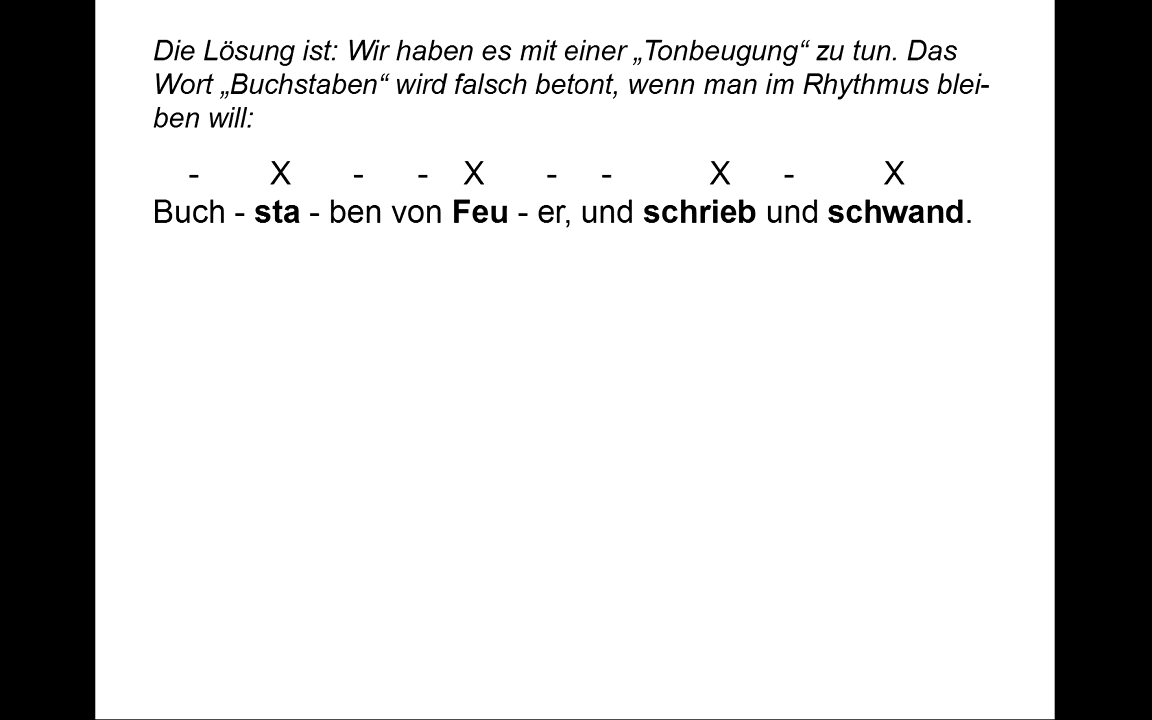 Die Lösung ist: Wir haben es mit einer „Tonbeugung“ zu tun. Das
Wort „Buchstaben“ wird falsch betont, wenn man im Rhythmus blei-
ben will:
- X - - X - - X - X
Buch - sta - ben von Feu - er, und schrieb und schwand.